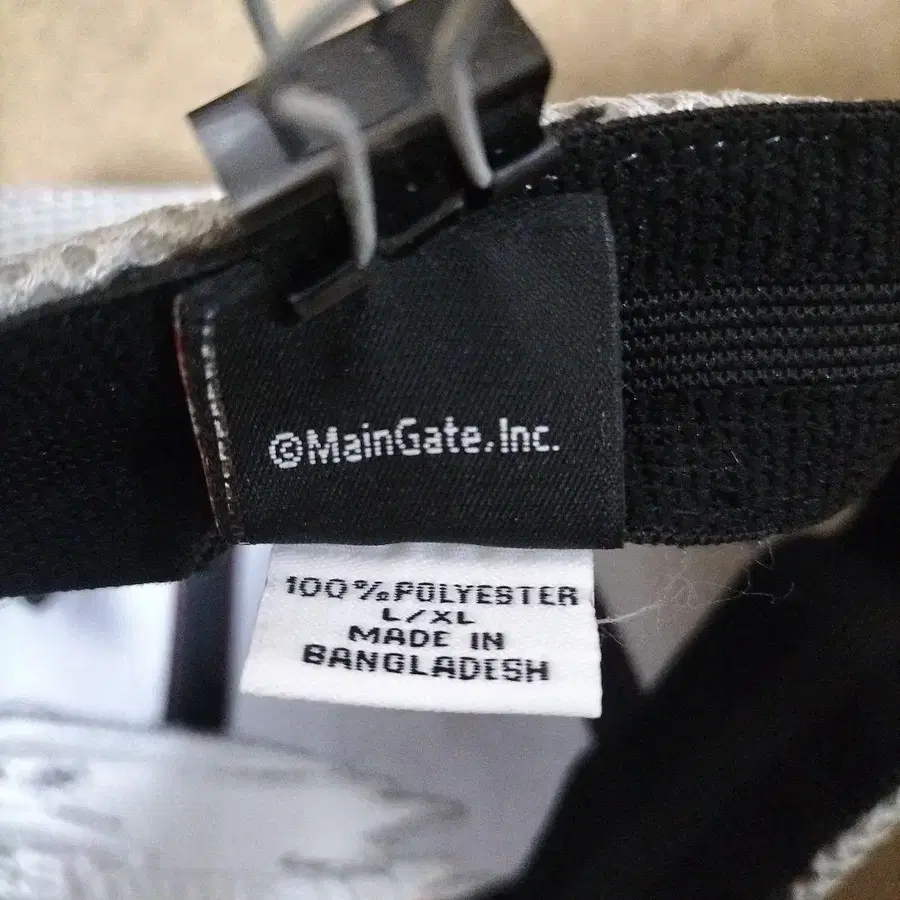 ©MainGate, Inc.
100% POLYESTER
L/XL
MADE IN
BANGLADESH